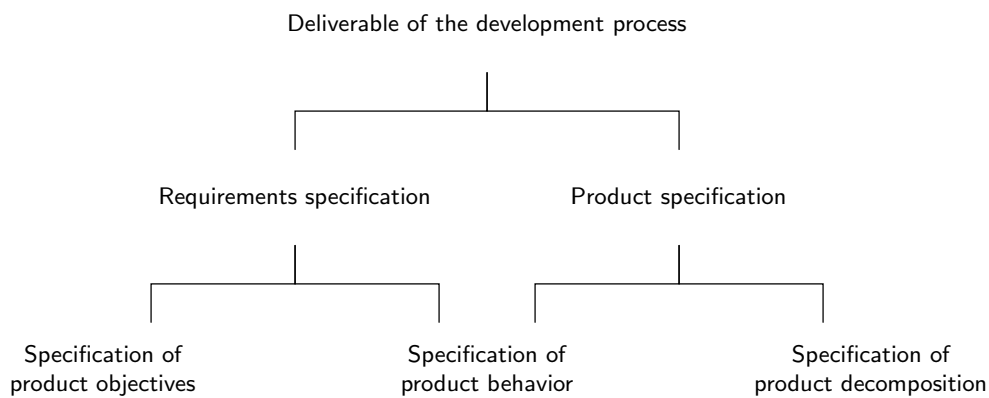 Deliverable of the development process
Requirements specification
Product specification
Specification of
product objectives
Specification of
product behavior
Specification of
product decomposition